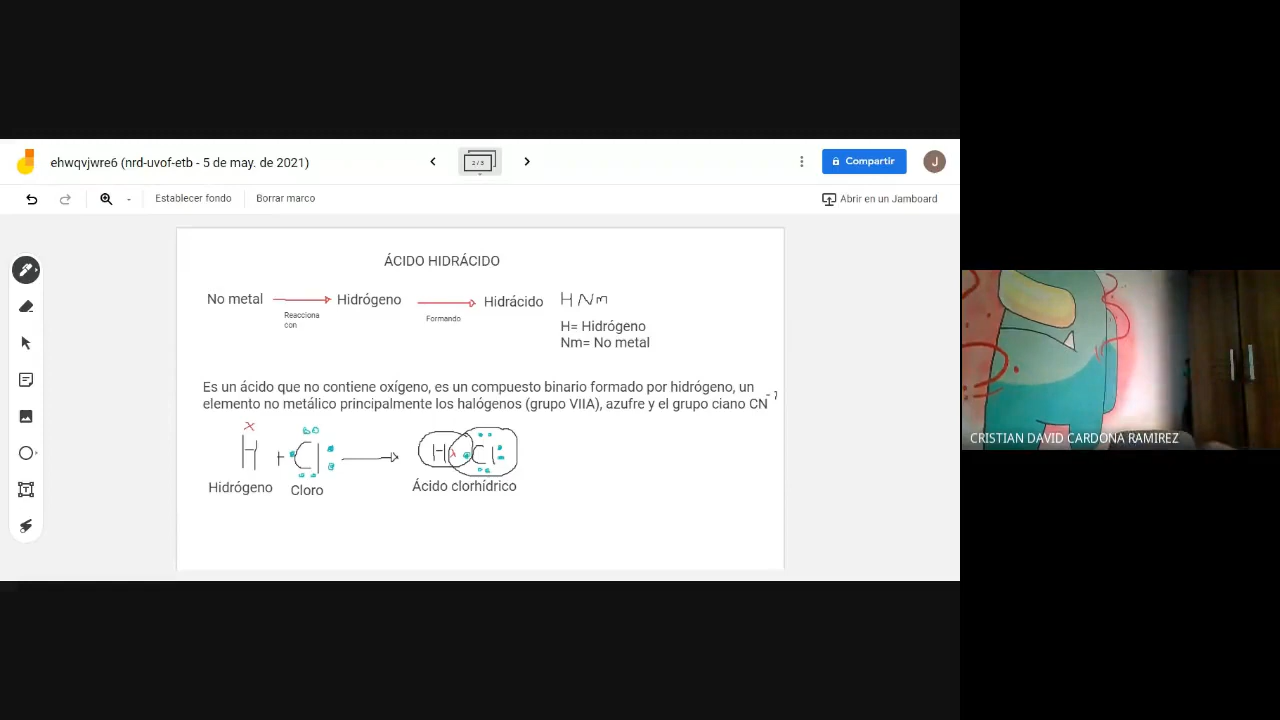 ehwqvjwre6 (nrd-uvof-etb - 5 de may. de 2021)
2 / 3
Compartir
J
Establecer fondo
Borrar marco
Abrir en un Jamboard
ÁCIDO HIDRÁCIDO
No metal
Reacciona
con
Hidrógeno
Formando
Hidrácido
H Nm
H= Hidrógeno
Nm= No metal
Es un ácido que no contiene oxígeno, es un compuesto binario formado por hidrógeno, un
elemento no metálico principalmente los halógenos (grupo VIIA), azufre y el grupo ciano CN-1
x
H + Cl → H x Cl
Hidrógeno
Cloro
Ácido clorhídrico
CRISTIAN DAVID CARDONA RAMIREZ